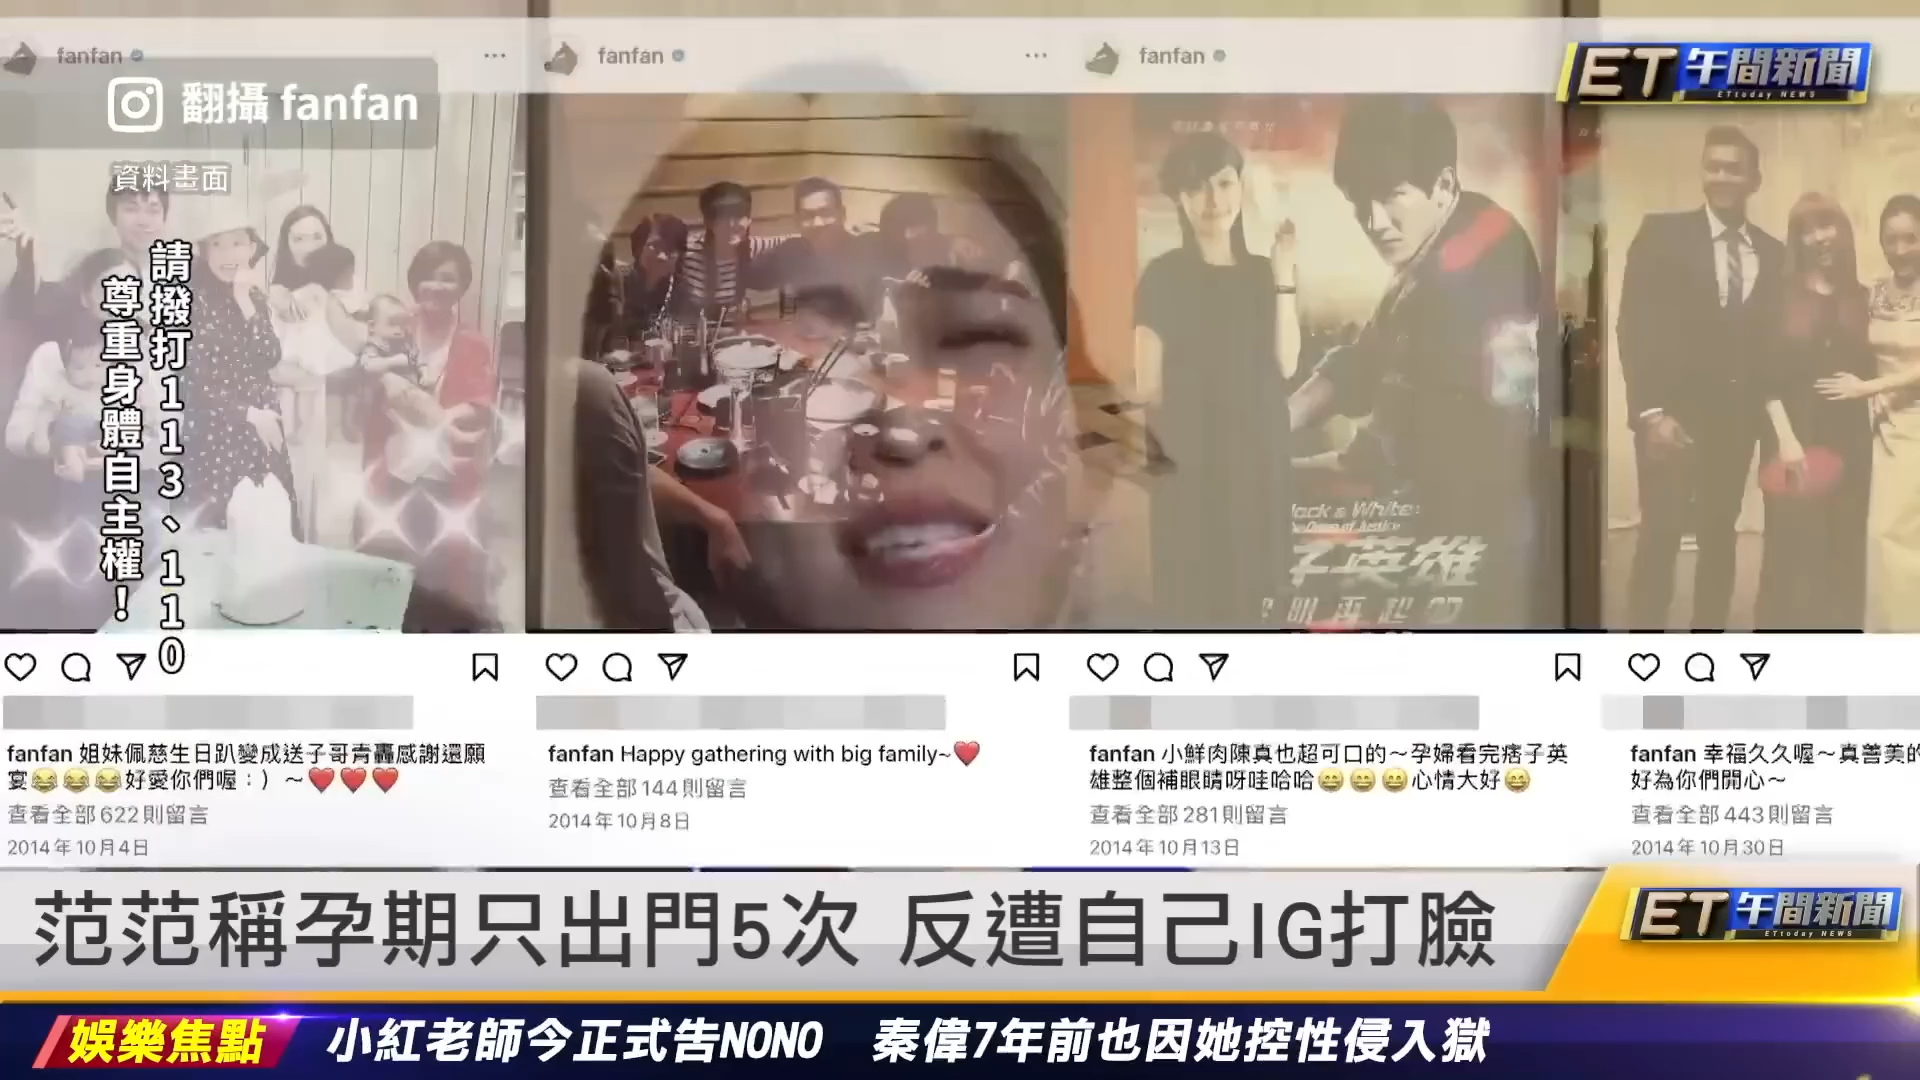 fanfan
fanfan
fanfan
翻攝 fanfan
資料畫面
請撥打113、110
尊重身體自主權！
ET午間新聞
ETtoday NEWS
lack & White:
子英雄
fanfan 姐妹佩慈生日趴變成送子哥青轟感謝還願
宴😂😂😂好愛你們喔：）～❤️❤️❤️
查看全部622則留言
2014年10月4日
fanfan Happy gathering with big family~❤️
查看全部144則留言
2014年10月8日
fanfan 小鮮肉陳真也超可口的～孕婦看完痞子英
雄整個補眼睛呀哇哈哈😄😄😄心情大好😄
查看全部281則留言
2014年10月13日
fanfan 幸福久久喔～真善美的
好為你們開心～
查看全部443則留言
2014年10月30日
范范稱孕期只出門5次 反遭自己IG打臉
ET午間新聞
ETtoday NEWS
娛樂焦點
小紅老師今正式告NONO 秦偉7年前也因她控性侵入獄